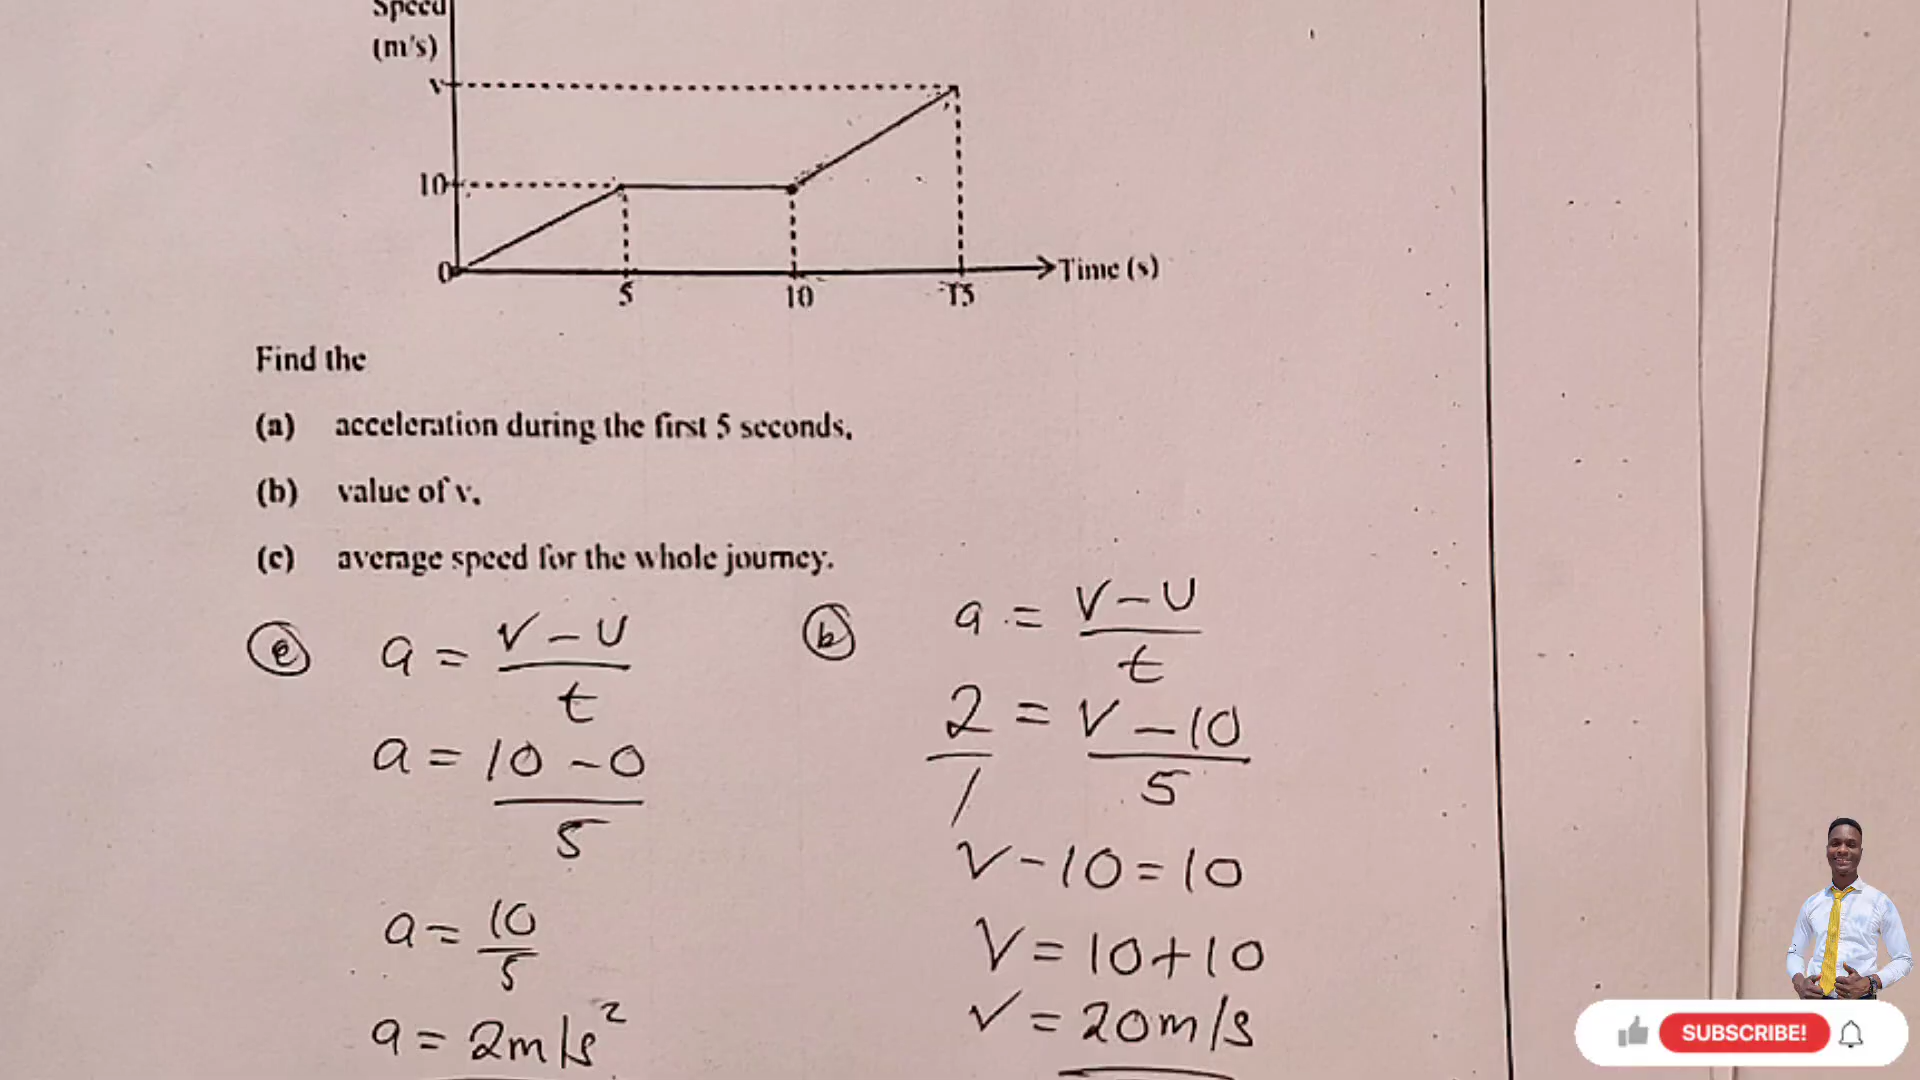 Speed
(m's)
v
10
0
5 10 15
Time (s)
Find the
(a) acceleration during the first 5 seconds.
(b) value of v.
(c) average speed for the whole journey.
(a) a = v - u / t
a = 10 - 0 / 5
a = 10 / 5
a = 2m/s²
(b) a = v - u / t
2 / 1 = v - 10 / 5
v - 10 = 10
v = 10 + 10
v = 20m/s
SUBSCRIBE!